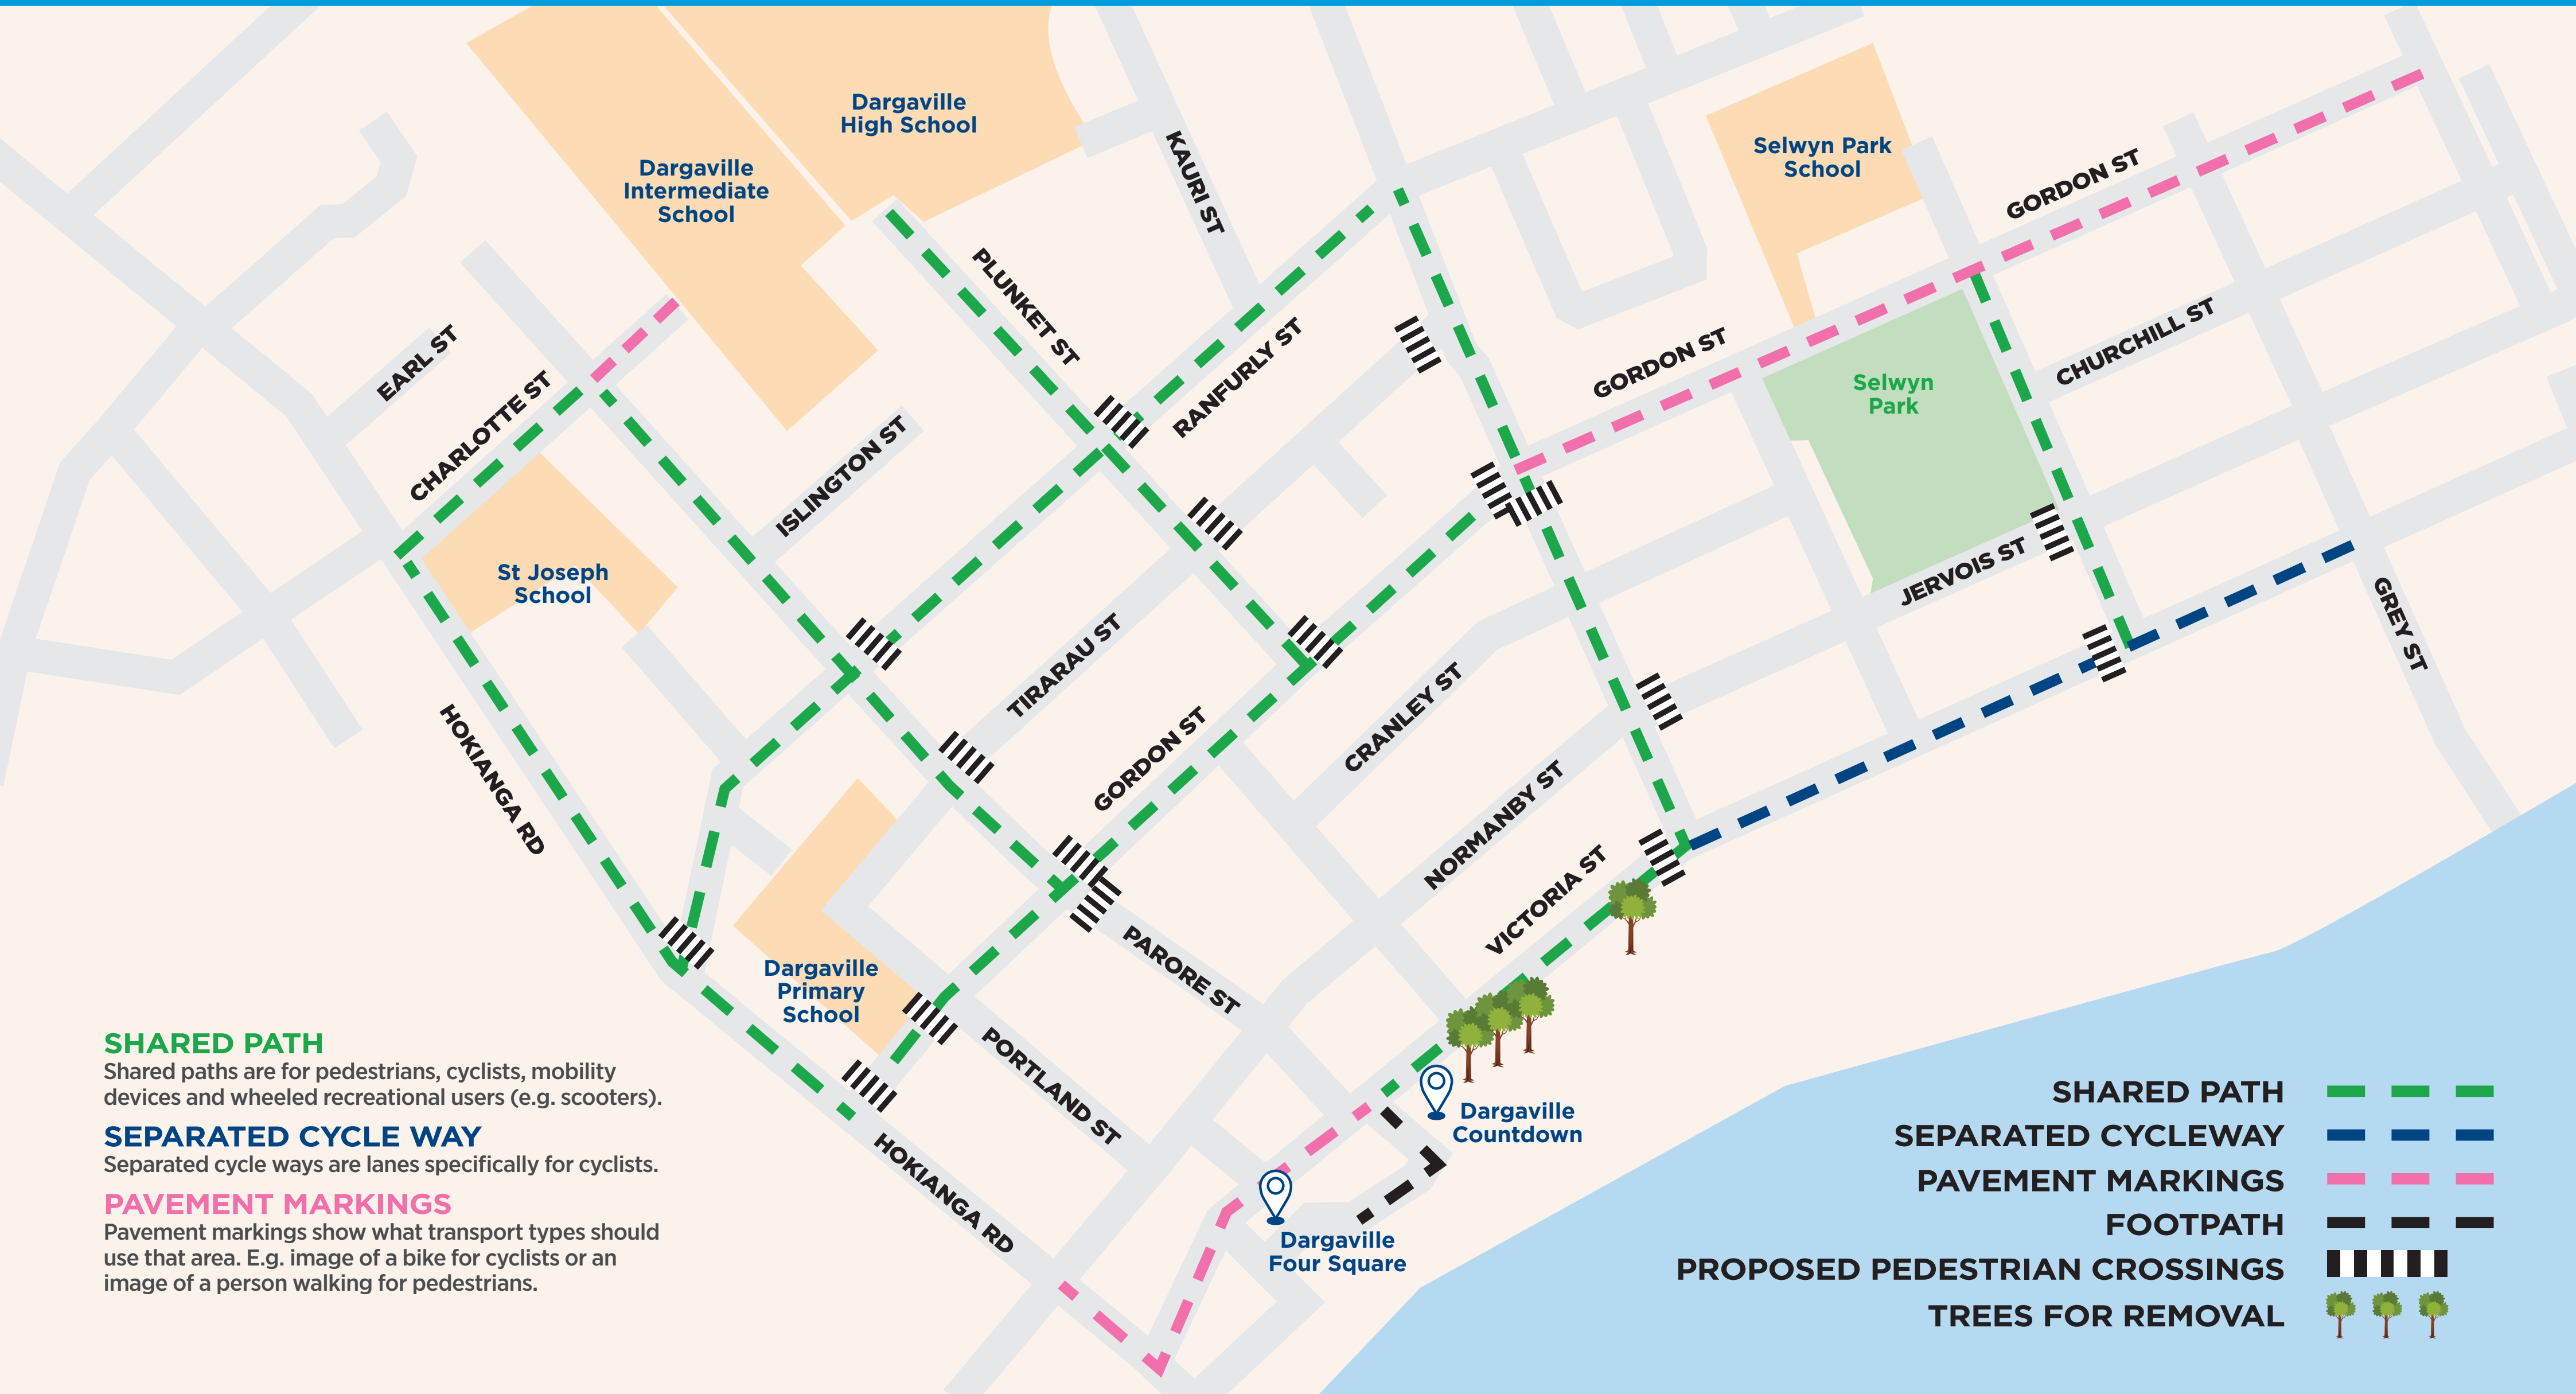 Dargaville
High School
Dargaville
Intermediate
School
Selwyn Park
School
KAURI ST
GORDON ST
PLUNKET ST
EARL ST
CHARLOTTE ST
RANFURLY ST
GORDON ST
CHURCHILL ST
Selwyn
Park
ISLINGTON ST
St Joseph
School
JERVOIS ST
GREY ST
TIRARAU ST
CRANLEY ST
HOKIANGA RD
GORDON ST
NORMANBY ST
VICTORIA ST
PARORE ST
Dargaville
Primary
School
PORTLAND ST
HOKIANGA RD
Dargaville
Countdown
Dargaville
Four Square
SHARED PATH
Shared paths are for pedestrians, cyclists, mobility
devices and wheeled recreational users (e.g. scooters).
SEPARATED CYCLE WAY
Separated cycle ways are lanes specifically for cyclists.
PAVEMENT MARKINGS
Pavement markings show what transport types should
use that area. E.g. image of a bike for cyclists or an
image of a person walking for pedestrians.
SHARED PATH
SEPARATED CYCLEWAY
PAVEMENT MARKINGS
FOOTPATH
PROPOSED PEDESTRIAN CROSSINGS
TREES FOR REMOVAL